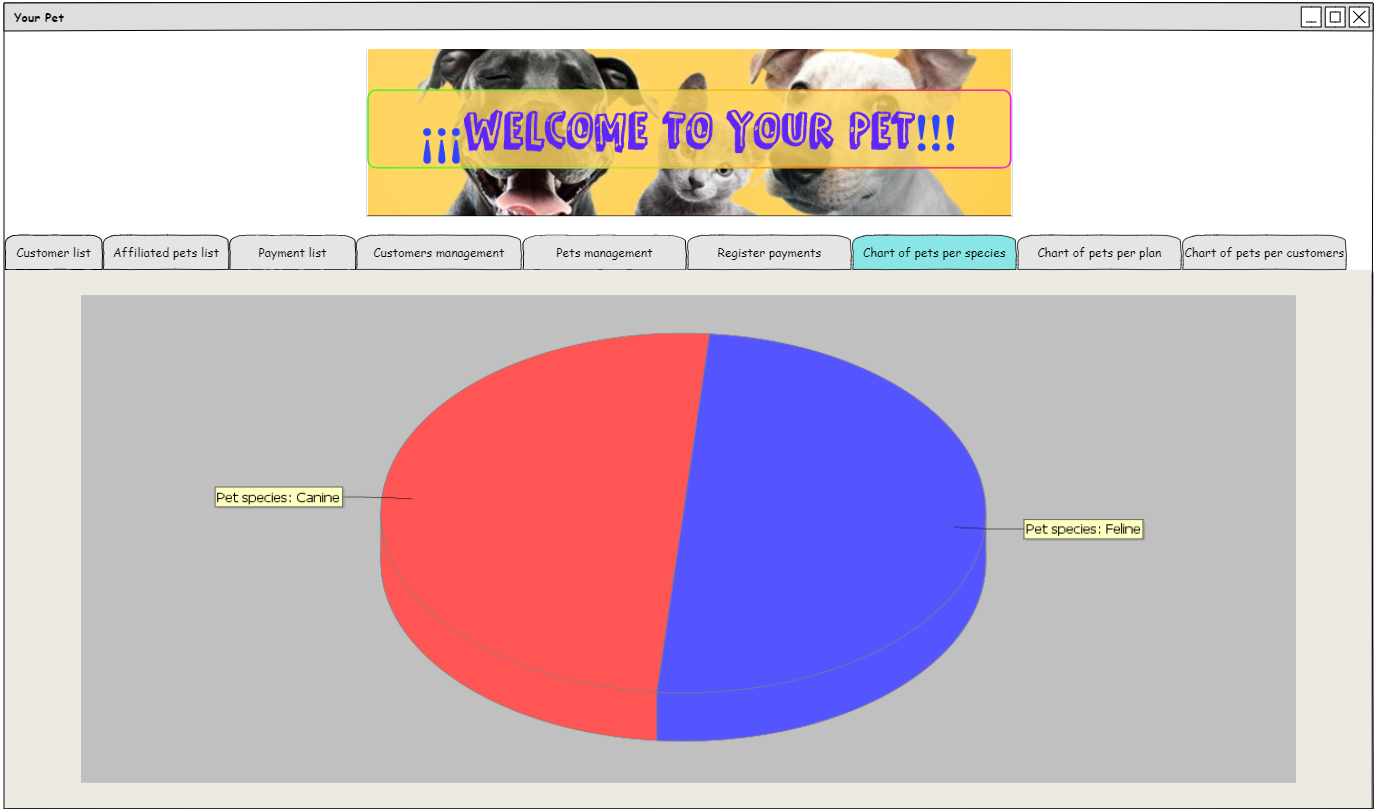 Your Pet
¡¡¡WELCOME TO YOUR PET!!!
Customer list
Affiliated pets list
Payment list
Customers management
Pets management
Register payments
Chart of pets per species
Chart of pets per plan
Chart of pets per customers
Pet species: Canine
Pet species: Feline